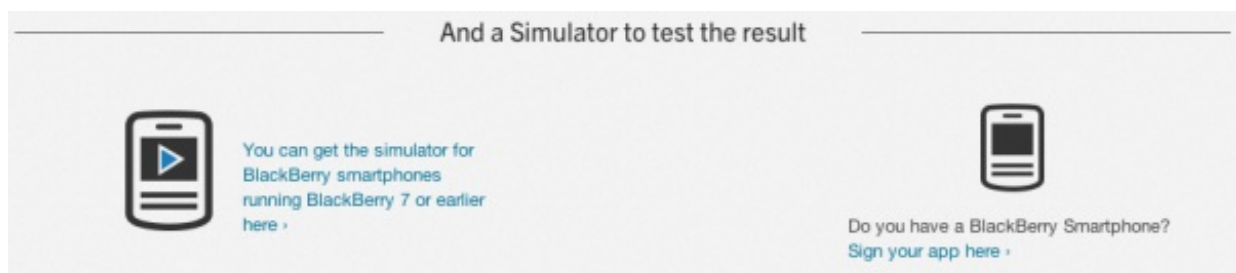 And a Simulator to test the result
You can get the simulator for
BlackBerry smartphones
running BlackBerry 7 or earlier
here ›
Do you have a BlackBerry Smartphone?
Sign your app here ›